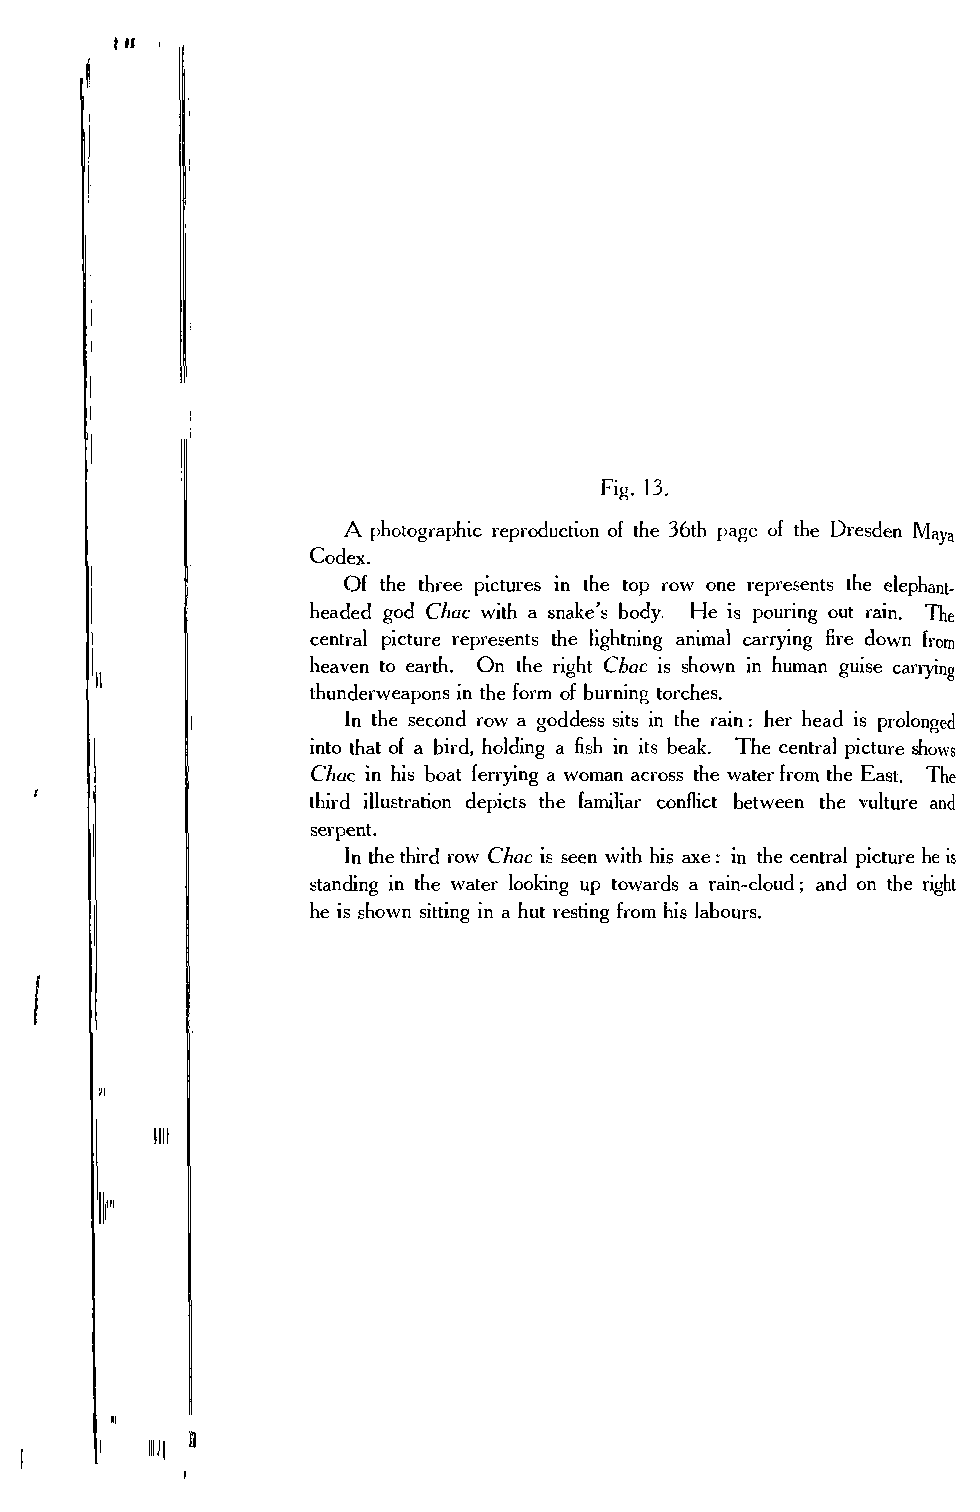 Fig. 13.
A photographic reproduction of the 36th page of the Dresden Maya
Codex.
Of the three pictures in the top row one represents the elephant-
headed god Chac with a snake's body. He is pouring out rain. The
central picture represents the lightning animal carrying fire down from
heaven to earth. On the right Chac is shown in human guise carrying
thunderweapons in the form of burning torches.
In the second row a goddess sits in the rain: her head is prolonged
into that of a bird, holding a fish in its beak. The central picture shows
Chac in his boat ferrying a woman across the water from the East. The
third illustration depicts the familiar conflict between the vulture and
serpent.
In the third row Chac is seen with his axe: in the central picture he is
standing in the water looking up towards a rain-cloud; and on the right
he is shown sitting in a hut resting from his labours.